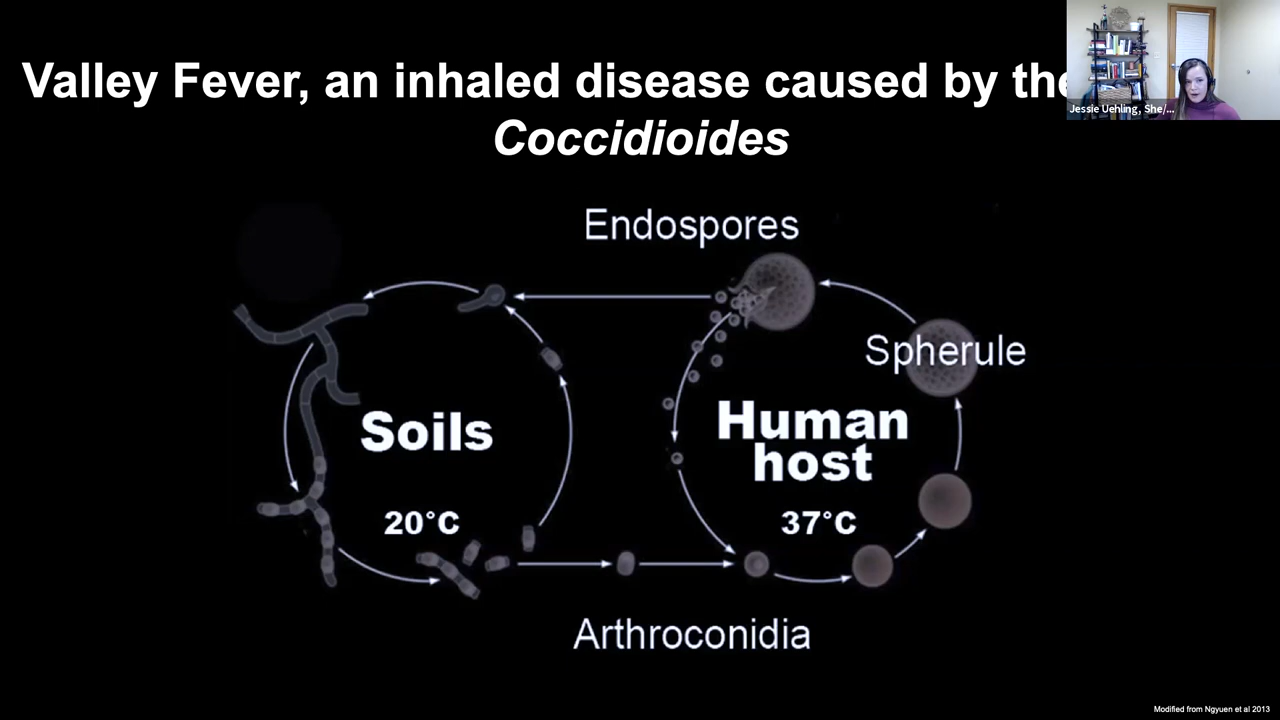 Valley Fever, an inhaled disease caused by the
Coccidioides
Jessie Uehling, She/...
Endospores
Spherule
Soils
Human
host
20°C
37°C
Arthroconidia
Modified from Ngyuen et al 2013